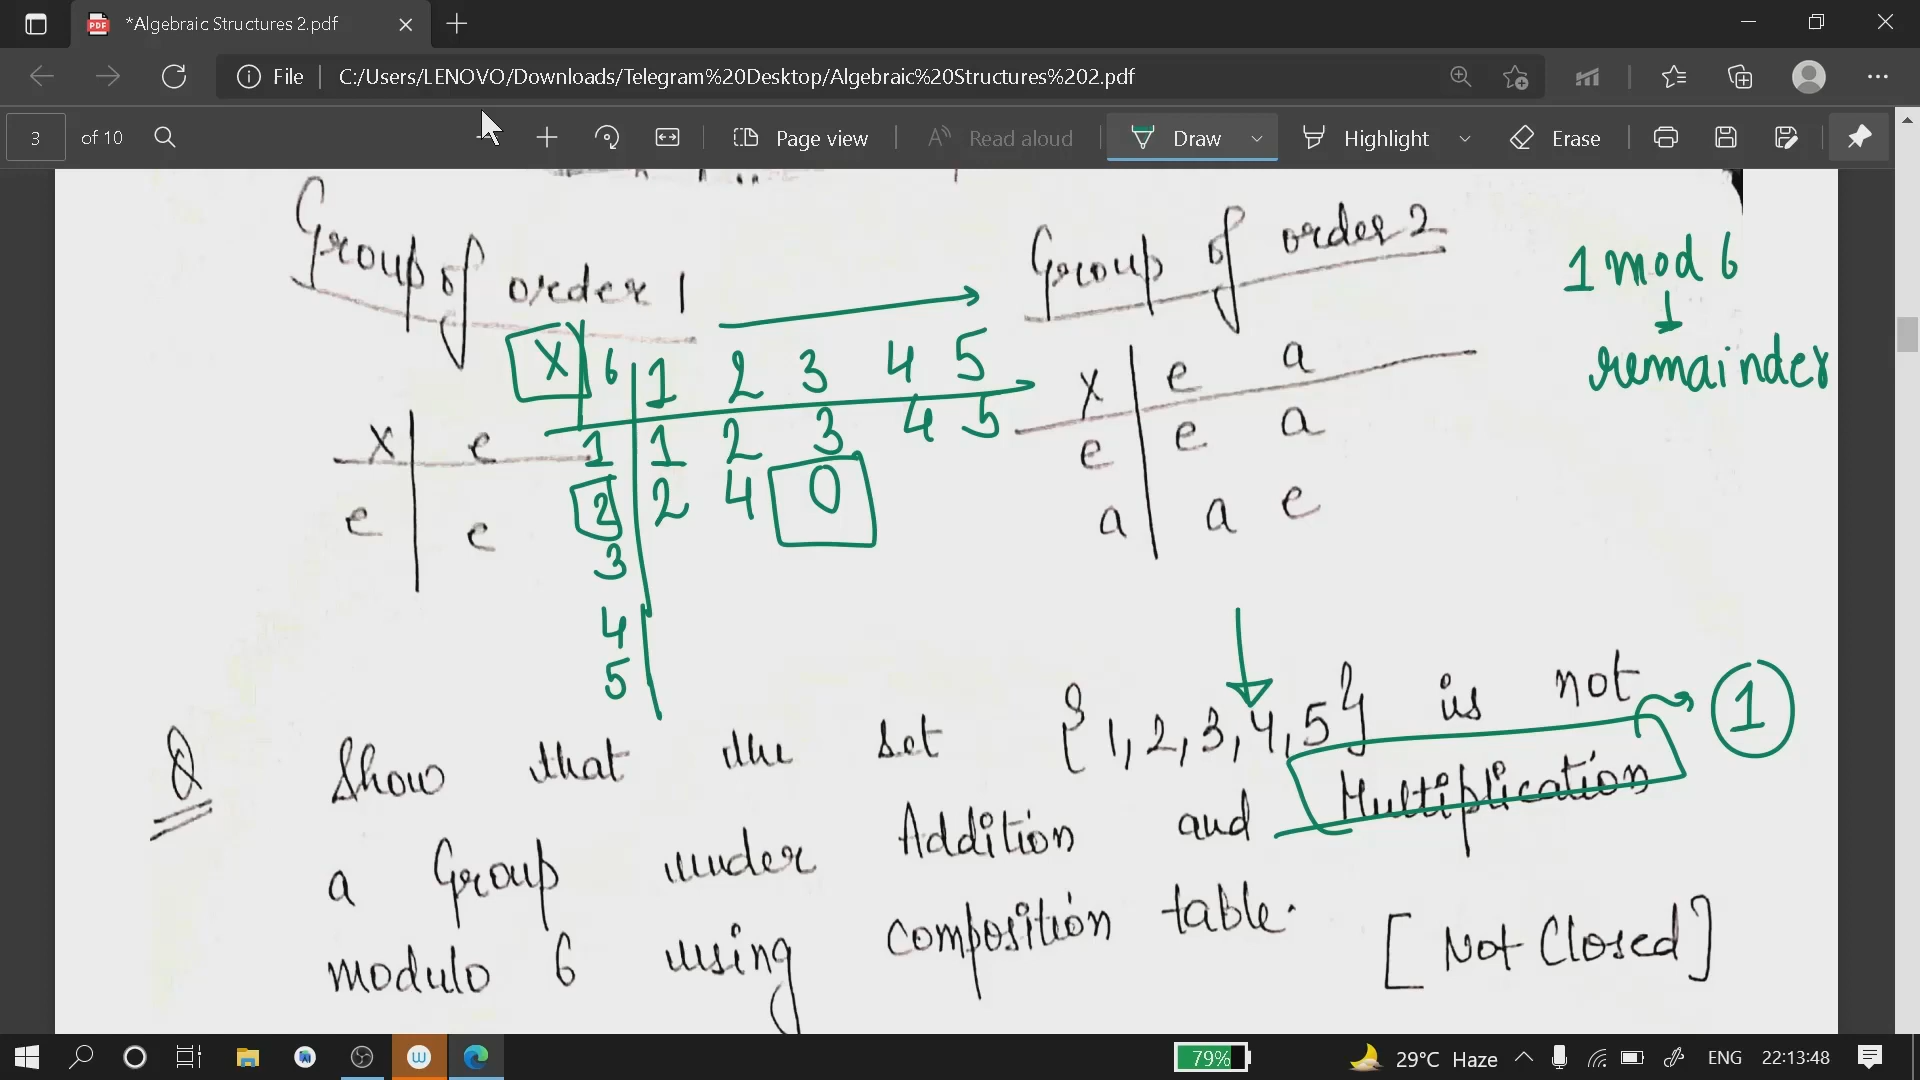 *Algebraic Structures 2.pdf
File
C:/Users/LENOVO/Downloads/Telegram%20Desktop/Algebraic%20Structures%202.pdf
3 of 10
Page view
Read aloud
Draw
Highlight
Erase
Group of order 1
Group of order 2
1 mod 6
remainder
X 6 1 2 3 4 5
1 1 2 3 4 5
2 2 4 0
3
4
5
X e
e e
X e a
e e a
a a e
Q Show that the set {1,2,3,4,5} is not
1
a Group under Addition and Multiplication
modulo 6 using composition table.
[Not Closed]
79%
29°C Haze
ENG
22:13:48